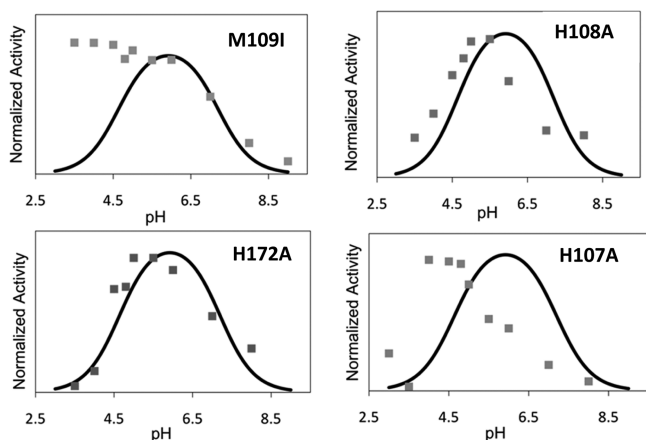 M109I
Normalized Activity
2.5 4.5 6.5 8.5
pH
H108A
Normalized Activity
2.5 4.5 6.5 8.5
pH
H172A
Normalized Activity
2.5 4.5 6.5 8.5
pH
H107A
Normalized Activity
2.5 4.5 6.5 8.5
pH